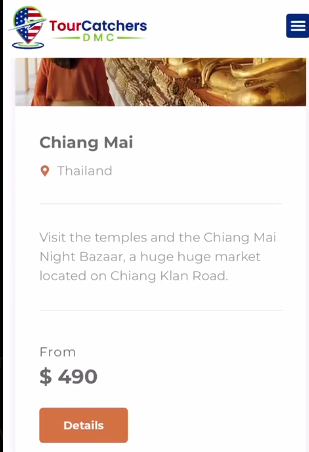 TourCatchers
DMC
Chiang Mai
Thailand
Visit the temples and the Chiang Mai
Night Bazaar, a huge huge market
located on Chiang Klan Road.
From
$ 490
Details